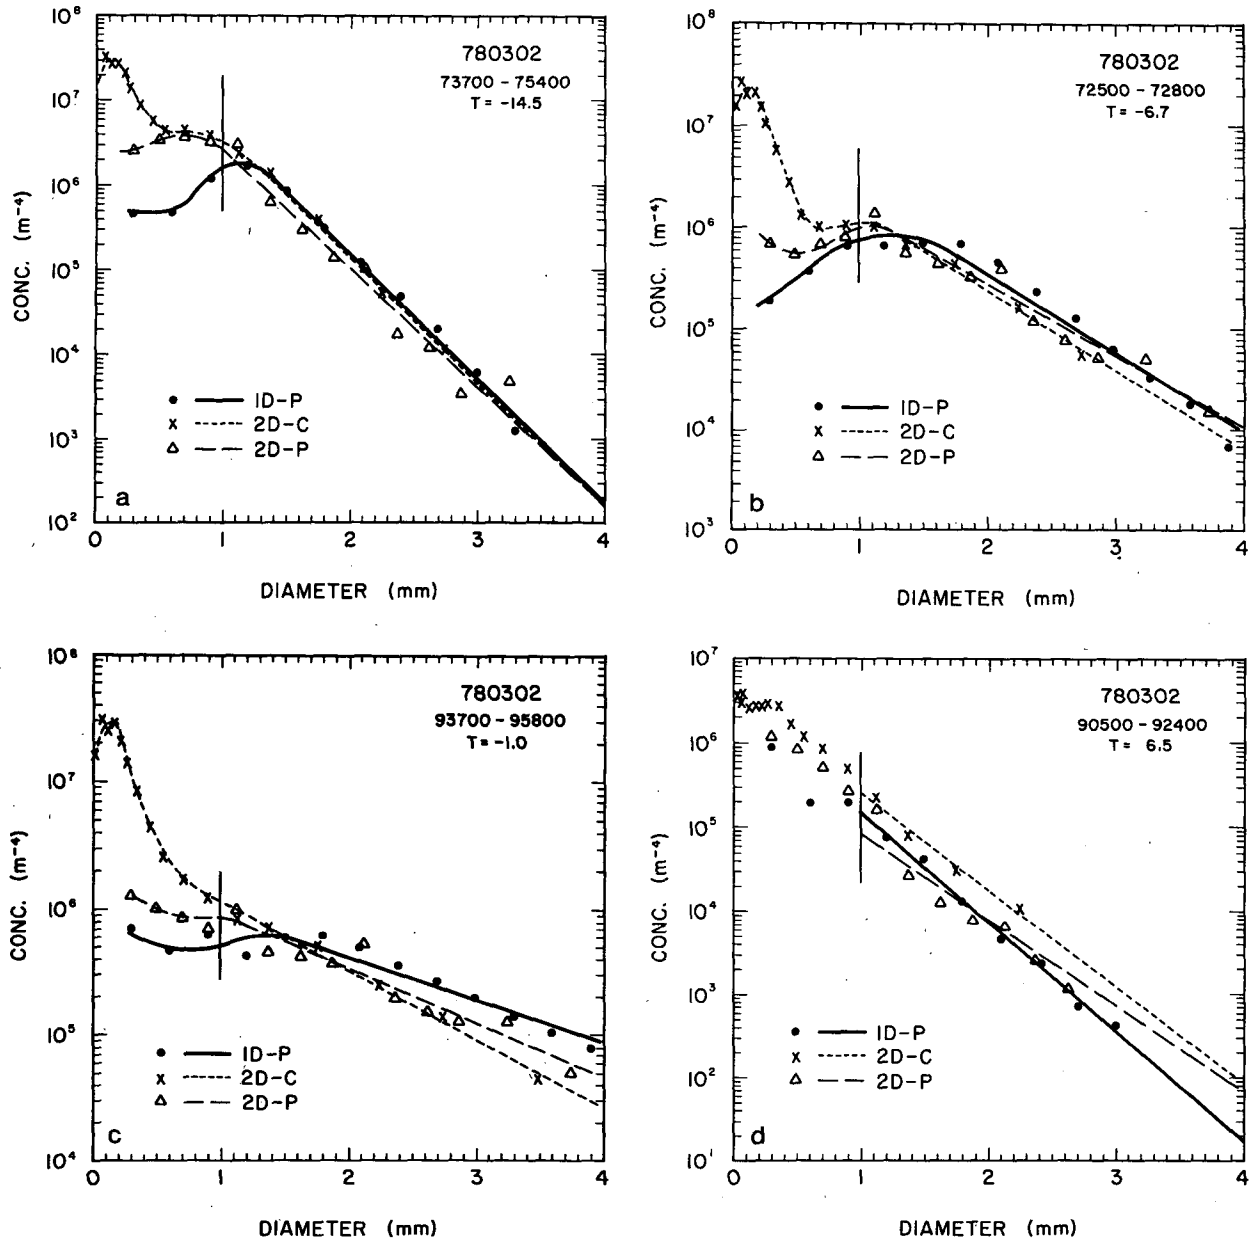 10⁸
10⁷
10⁶
10⁵
10⁴
10³
10²
CONC. (m⁻⁴)
780302
73700 - 75400
T = -14.5
1D-P
2D-C
2D-P
a
0 1 2 3 4
DIAMETER (mm)
10⁸
10⁷
10⁶
10⁵
10⁴
10³
CONC. (m⁻⁴)
780302
72500 - 72800
T = -6.7
1D-P
2D-C
2D-P
b
0 1 2 3 4
DIAMETER (mm)
10⁸
10⁷
10⁶
10⁵
10⁴
CONC. (m⁻⁴)
780302
93700 - 95800
T = -1.0
1D-P
2D-C
2D-P
c
0 1 2 3 4
DIAMETER (mm)
10⁷
10⁶
10⁵
10⁴
10³
10²
10¹
CONC. (m⁻⁴)
780302
90500 - 92400
T = 6.5
1D-P
2D-C
2D-P
d
0 1 2 3 4
DIAMETER (mm)